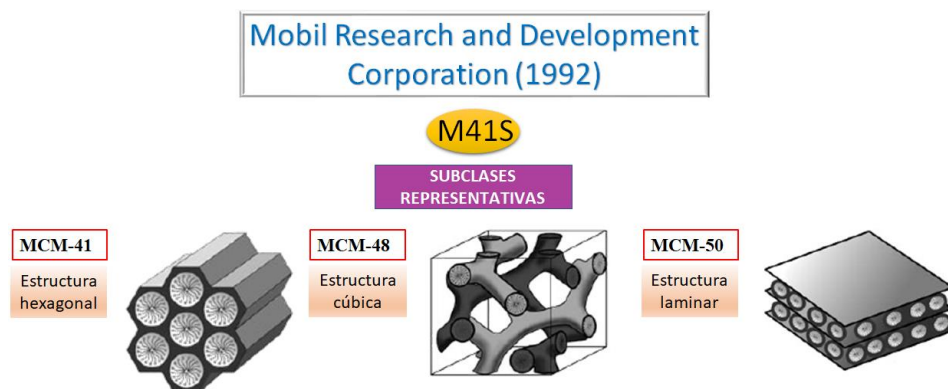 Mobil Research and Development
Corporation (1992)
M41S
SUBCLASES
REPRESENTATIVAS
MCM-41
Estructura
hexagonal
MCM-48
Estructura
cúbica
MCM-50
Estructura
laminar